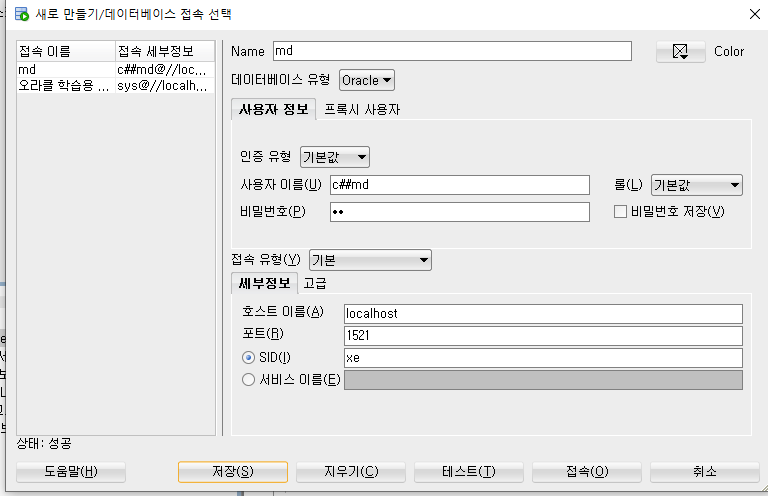 새로 만들기/데이터베이스 접속 선택
접속 이름 접속 세부정보
md c##md@//loc...
오라클 학습용 ... sys@//localh...
Name md Color
데이터베이스 유형 Oracle
사용자 정보 프록시 사용자
인증 유형 기본값
사용자 이름(U) c##md 롤(L) 기본값
비밀번호(P) •• 비밀번호 저장(V)
접속 유형(Y) 기본
세부정보 고급
호스트 이름(A) localhost
포트(R) 1521
SID(I) xe
서비스 이름(E)
상태: 성공
도움말(H) 저장(S) 지우기(C) 테스트(T) 접속(O) 취소